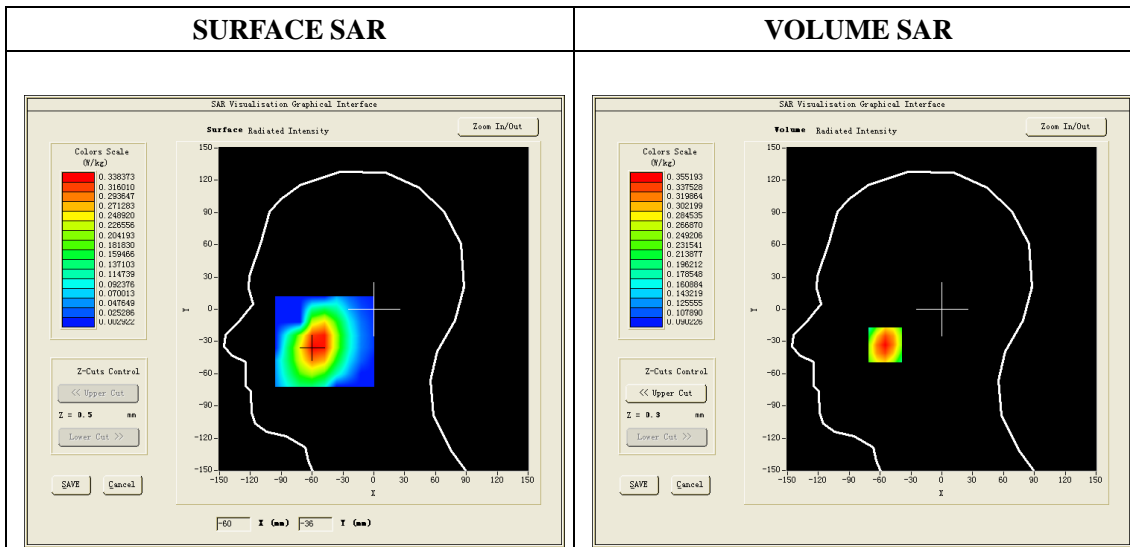 SURFACE SAR
VOLUME SAR
SAR Visualisation Graphical Interface
Surface Radiated Intensity
Zoom In/Out
Colors Scale
(W/kg)
0.338373
0.316010
0.293647
0.271283
0.248920
0.226556
0.204193
0.181830
0.159466
0.137103
0.114739
0.092376
0.070013
0.047649
0.025286
0.002922
150
90
60
30
0
-30
-60
-90
-120
-150
Y
-150 -120 -90 -60 -30 0 30 60 90 120 150
X
Z-Cuts Control
<< Upper Cut
Z = 0.5 mm
Lower Cut >>
SAVE
Cancel
-60 X (mm) -36 Y (mm)
SAR Visualisation Graphical Interface
Volume Radiated Intensity
Zoom In/Out
Colors Scale
(W/kg)
0.355193
0.337528
0.319864
0.302199
0.284535
0.266870
0.249206
0.231541
0.213877
0.196212
0.178548
0.160884
0.143219
0.125555
0.107890
0.090226
150
90
60
30
0
-30
-60
-90
-120
-150
Y
-150 -120 -90 -60 -30 0 30 60 90 120 150
X
Z-Cuts Control
<< Upper Cut
Z = 0.3 mm
Lower Cut >>
SAVE
Cancel